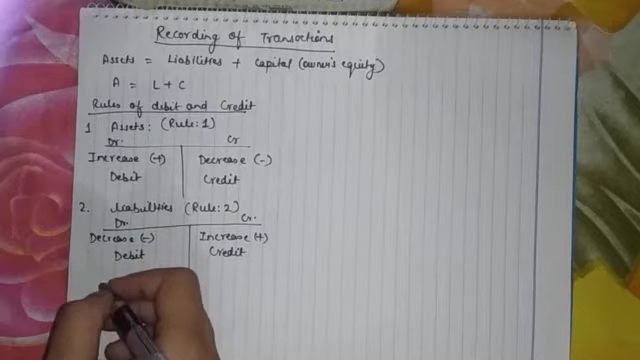 Recording of Transactions
Assets = Liabilities + Capital (owner's equity)
A = L + C
Rules of debit and Credit
1 Assets: (Rule: 1)
Dr. Cr
Increase (+) Decrease (-)
Debit Credit
2. Liabilities (Rule: 2)
Dr. Cr.
Decrease (-) Increase (+)
Debit Credit